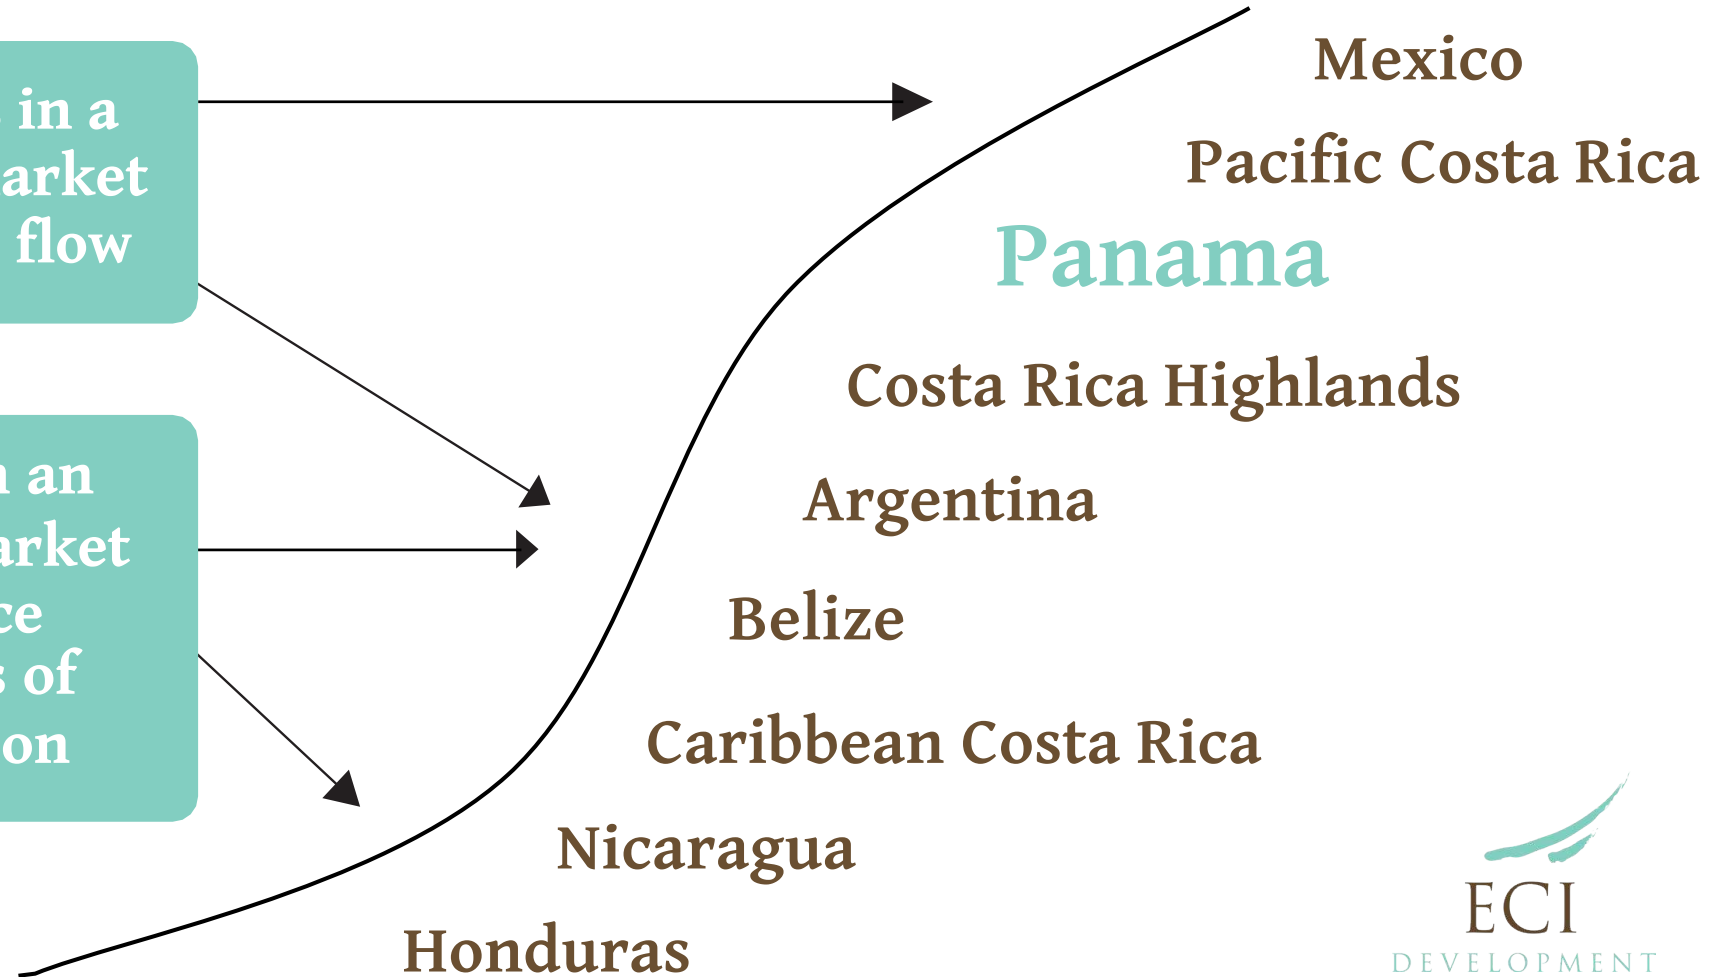 in a
arket
flow
an
arket
ce
s of
on
Mexico
Pacific Costa Rica
Panama
Costa Rica Highlands
Argentina
Belize
Caribbean Costa Rica
Nicaragua
Honduras
ECI
DEVELOPMENT